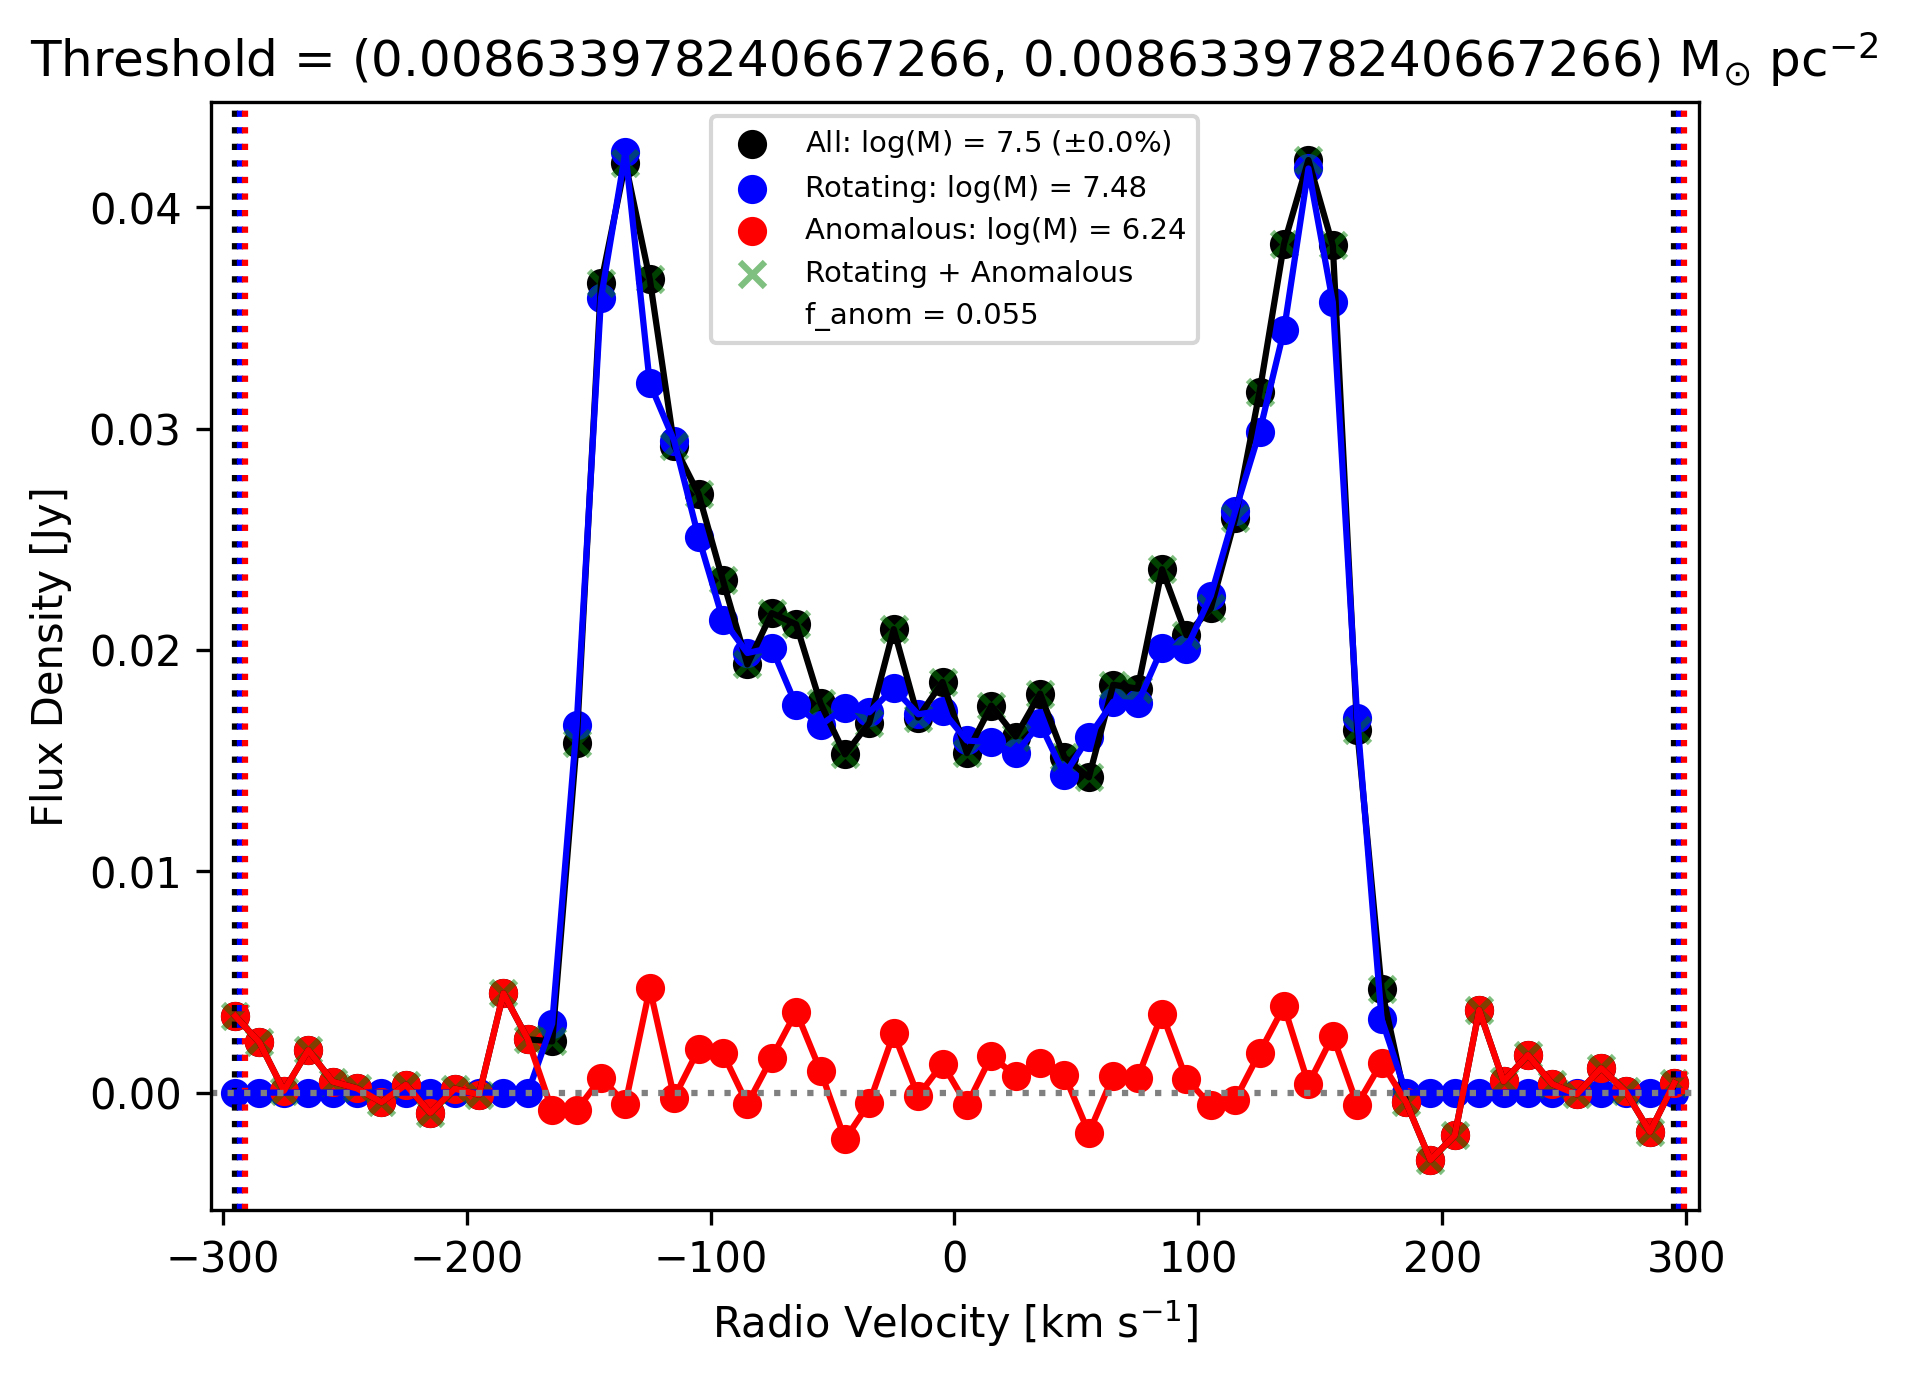 Threshold = (0.008633978240667266, 0.008633978240667266) M⊙ pc⁻²
All: log(M) = 7.5 (±0.0%)
Rotating: log(M) = 7.48
Anomalous: log(M) = 6.24
Rotating + Anomalous
f_anom = 0.055
0.04
0.03
0.02
0.01
0.00
Flux Density [Jy]
−300 −200 −100 0 100 200 300
Radio Velocity [km s⁻¹]